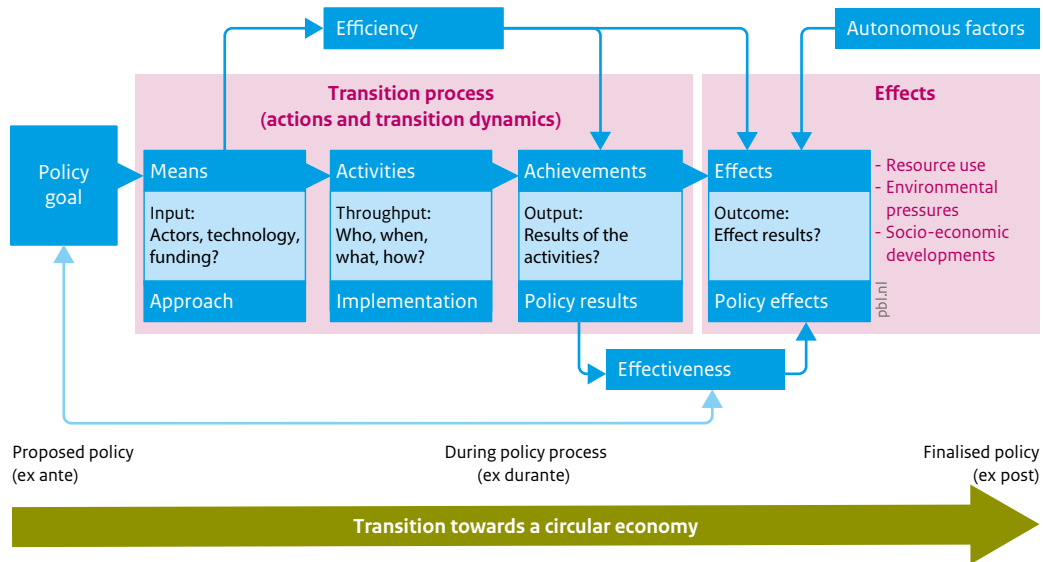 Efficiency
Autonomous factors
Transition process
(actions and transition dynamics)
Effects
Policy
goal
Means
Input:
Actors, technology,
funding?
Approach
Activities
Throughput:
Who, when,
what, how?
Implementation
Achievements
Output:
Results of the
activities?
Policy results
Effects
Outcome:
Effect results?
Policy effects
- Resource use
- Environmental
pressures
- Socio-economic
developments
pbl.nl
Effectiveness
Proposed policy
(ex ante)
During policy process
(ex durante)
Finalised policy
(ex post)
Transition towards a circular economy